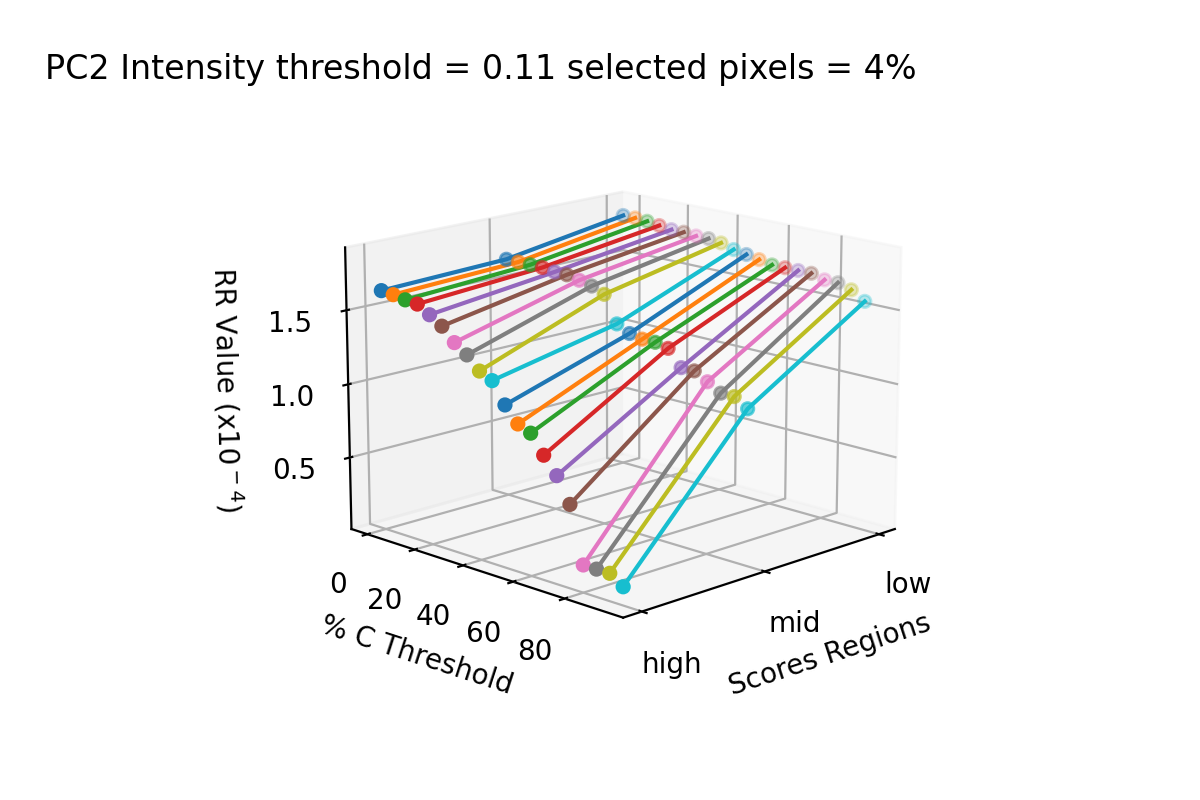 PC2 Intensity threshold = 0.11 selected pixels = 4%
RR Value (x10⁻⁴)
1.5
1.0
0.5
0
20
40
60
80
% C Threshold
low
mid
high
Scores Regions